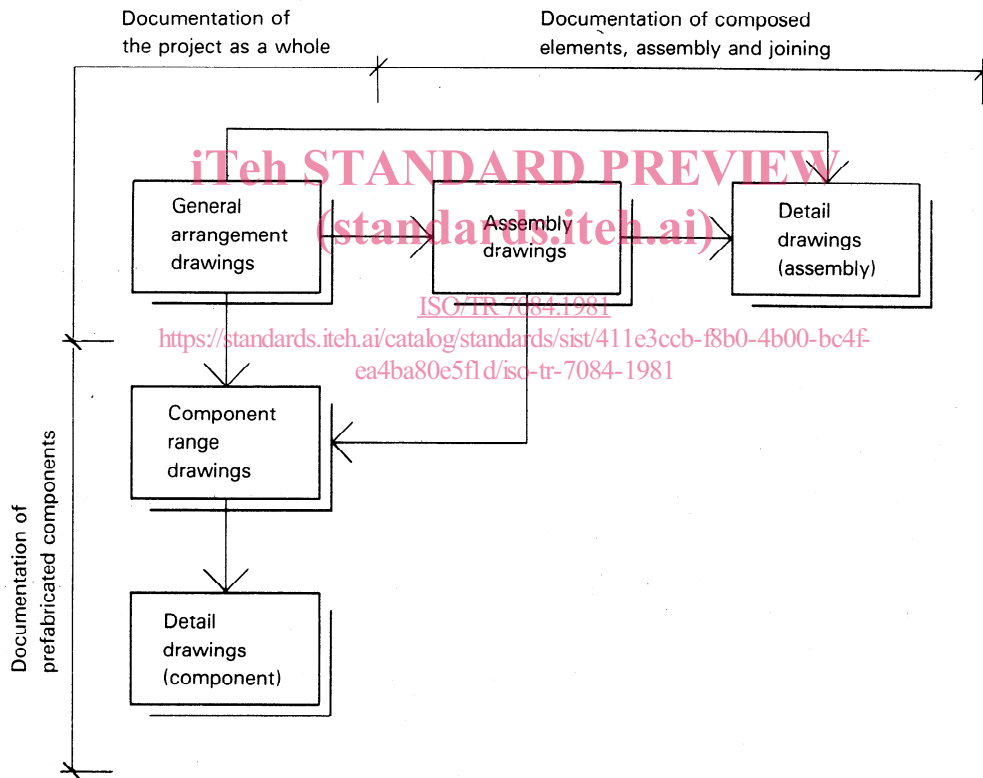 Documentation of
the project as a whole
Documentation of composed
elements, assembly and joining
iTeh STANDARD PREVIEW
(standards.iteh.ai)
General
arrangement
drawings
Assembly
drawings
Detail
drawings
(assembly)
ISO/TR 7084:1981
https://standards.iteh.ai/catalog/standards/sist/411e3ccb-f8b0-4b00-bc4f-
ea4ba80e5f1d/iso-tr-7084-1981
Component
range
drawings
Documentation of
prefabricated components
Detail
drawings
(component)